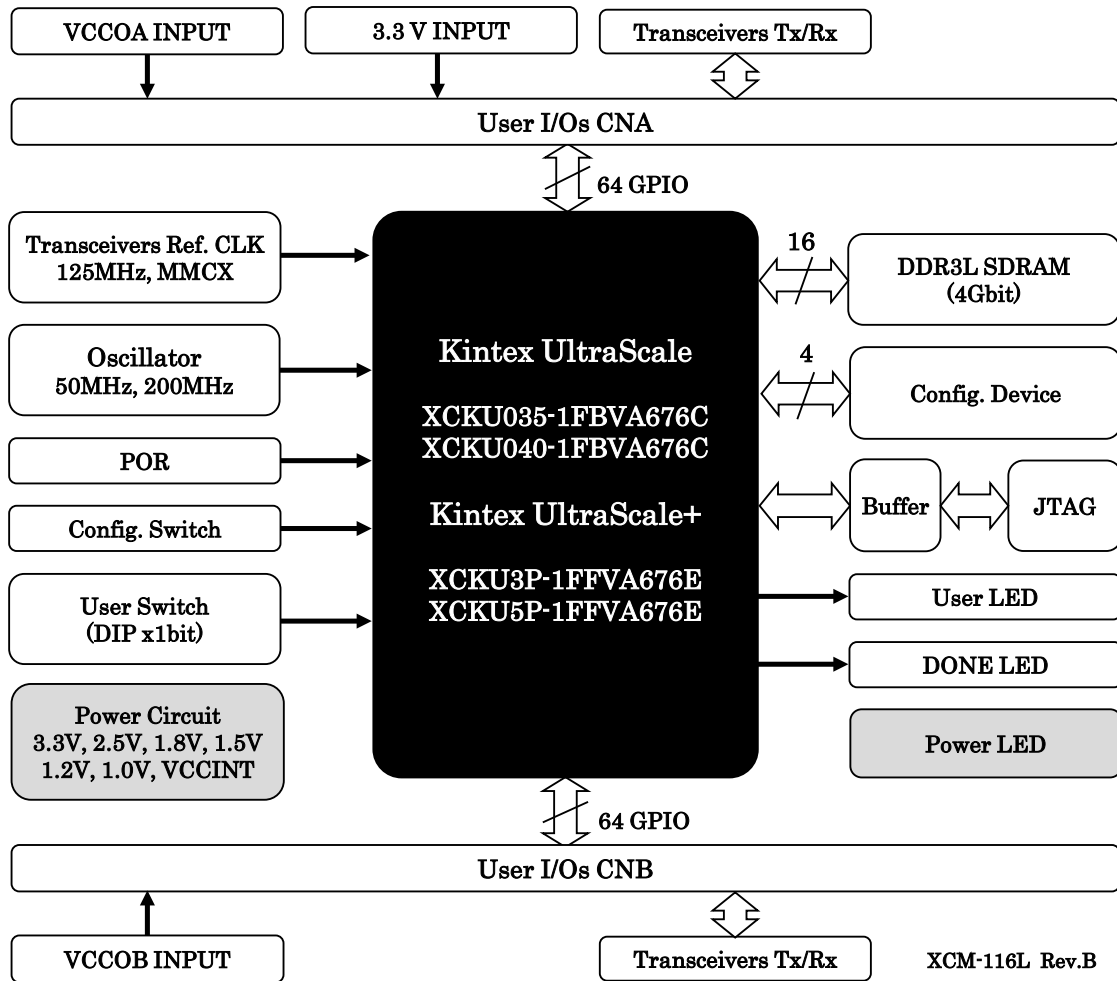 VCCOA INPUT
3.3 V INPUT
Transceivers Tx/Rx
User I/Os CNA
64 GPIO
Transceivers Ref. CLK
125MHz, MMCX
Oscillator
50MHz, 200MHz
POR
Config. Switch
User Switch
(DIP x1bit)
Power Circuit
3.3V, 2.5V, 1.8V, 1.5V
1.2V, 1.0V, VCCINT
Kintex UltraScale
XCKU035-1FBVA676C
XCKU040-1FBVA676C
Kintex UltraScale+
XCKU3P-1FFVA676E
XCKU5P-1FFVA676E
16
DDR3L SDRAM
(4Gbit)
4
Config. Device
Buffer
JTAG
User LED
DONE LED
Power LED
64 GPIO
User I/Os CNB
VCCOB INPUT
Transceivers Tx/Rx
XCM-116L Rev.B